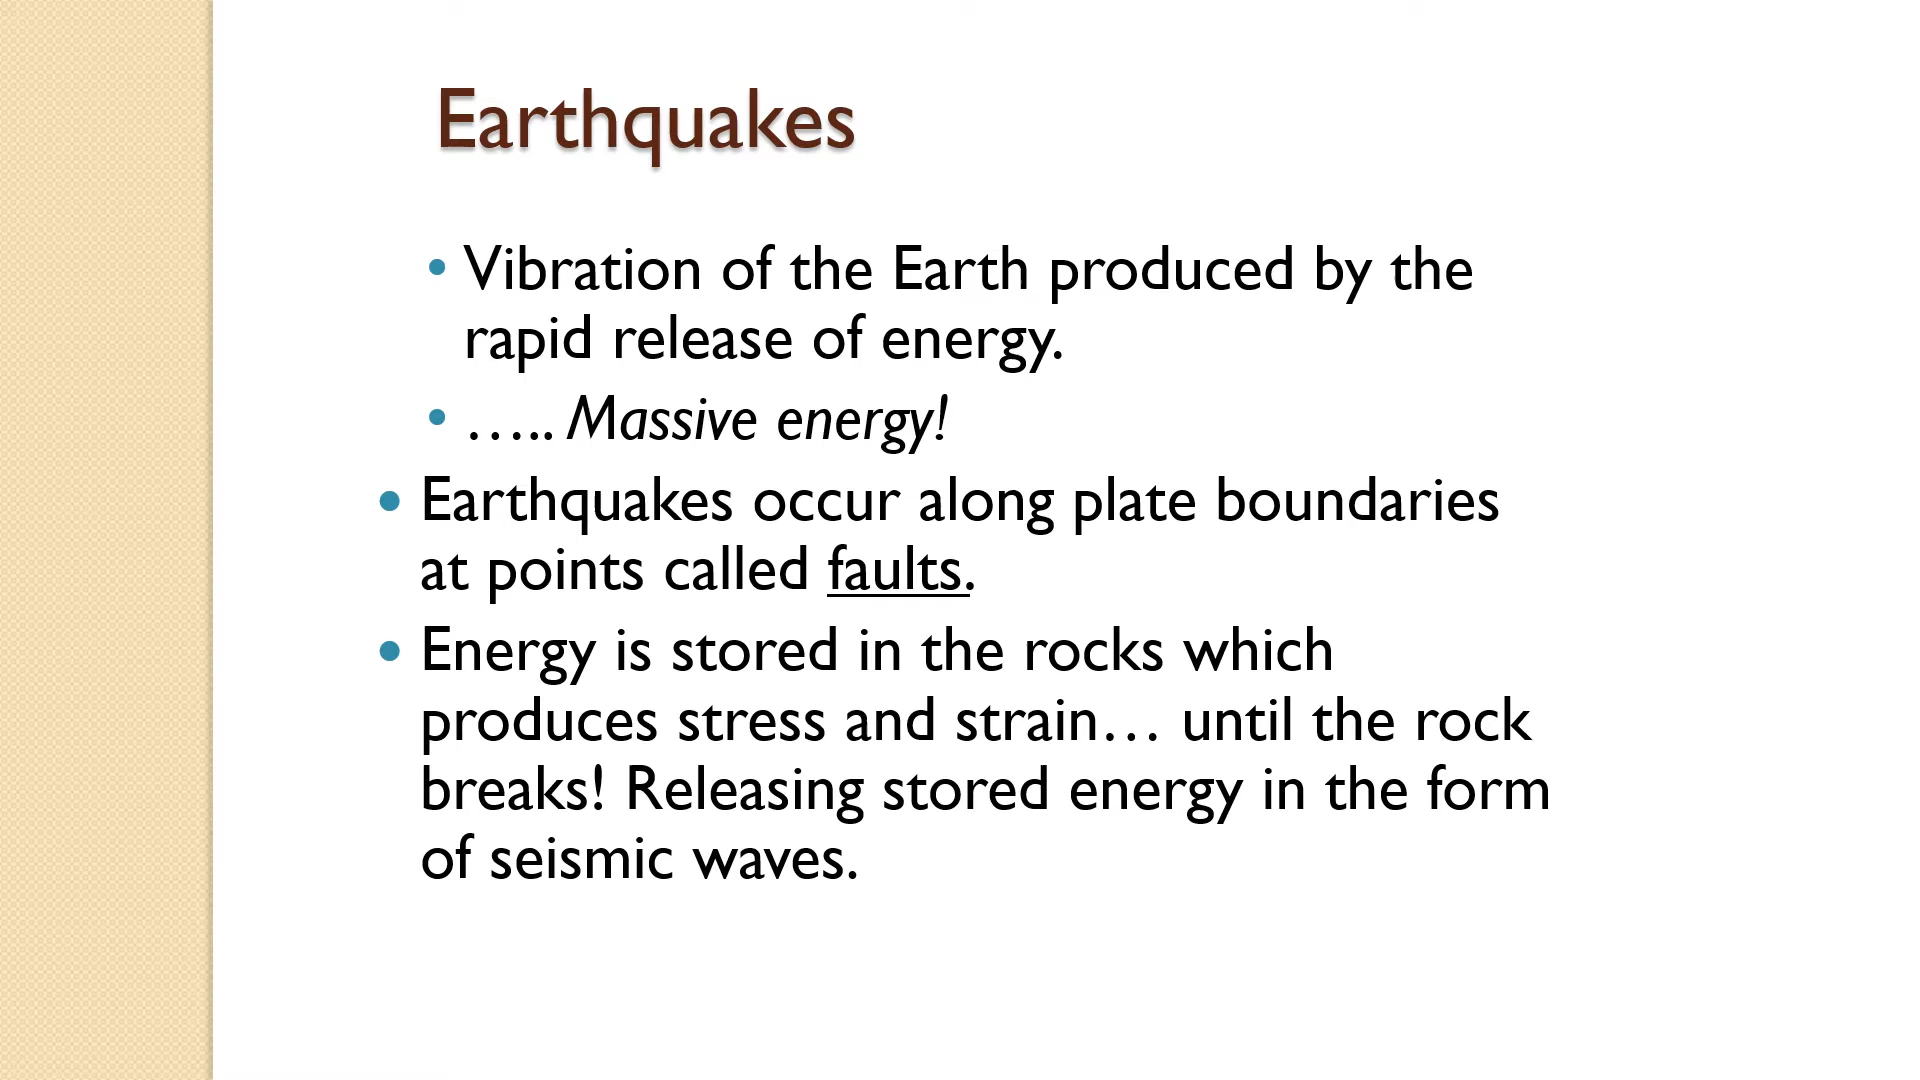 Earthquakes
• Vibration of the Earth produced by the
rapid release of energy.
• ….. Massive energy!
• Earthquakes occur along plate boundaries
at points called faults.
• Energy is stored in the rocks which
produces stress and strain… until the rock
breaks! Releasing stored energy in the form
of seismic waves.